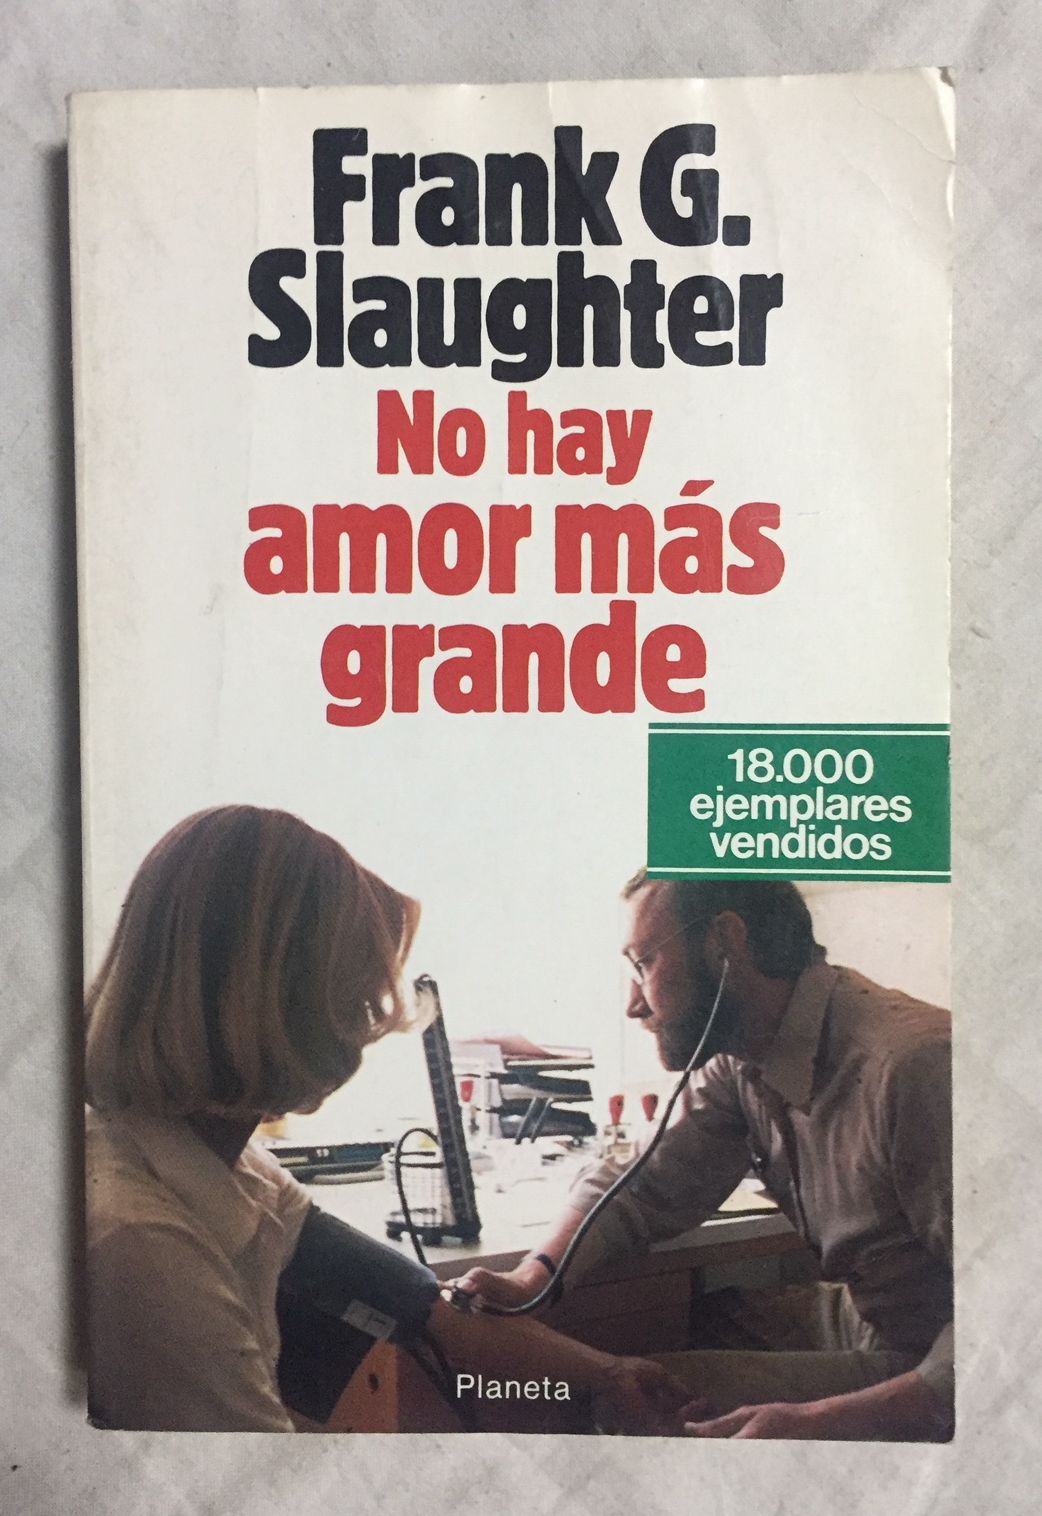 Frank G.
Slaughter
No hay
amor más
grande
18.000
ejemplares
vendidos
Planeta